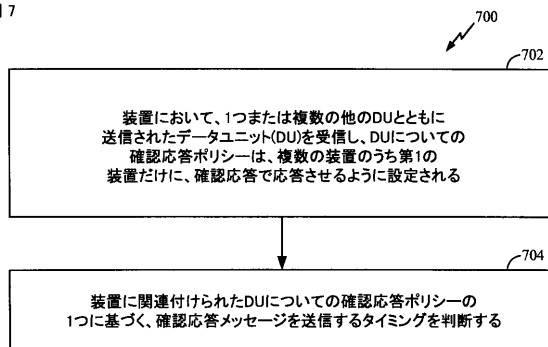 7
700
702
装置において、1つまたは複数の他のDUとともに
送信されたデータユニット(DU)を受信し、DUについての
確認応答ポリシーは、複数の装置のうち第1の
装置だけに、確認応答で応答させるように設定される
704
装置に関連付けられたDUについての確認応答ポリシーの
1つに基づく、確認応答メッセージを送信するタイミングを判断する